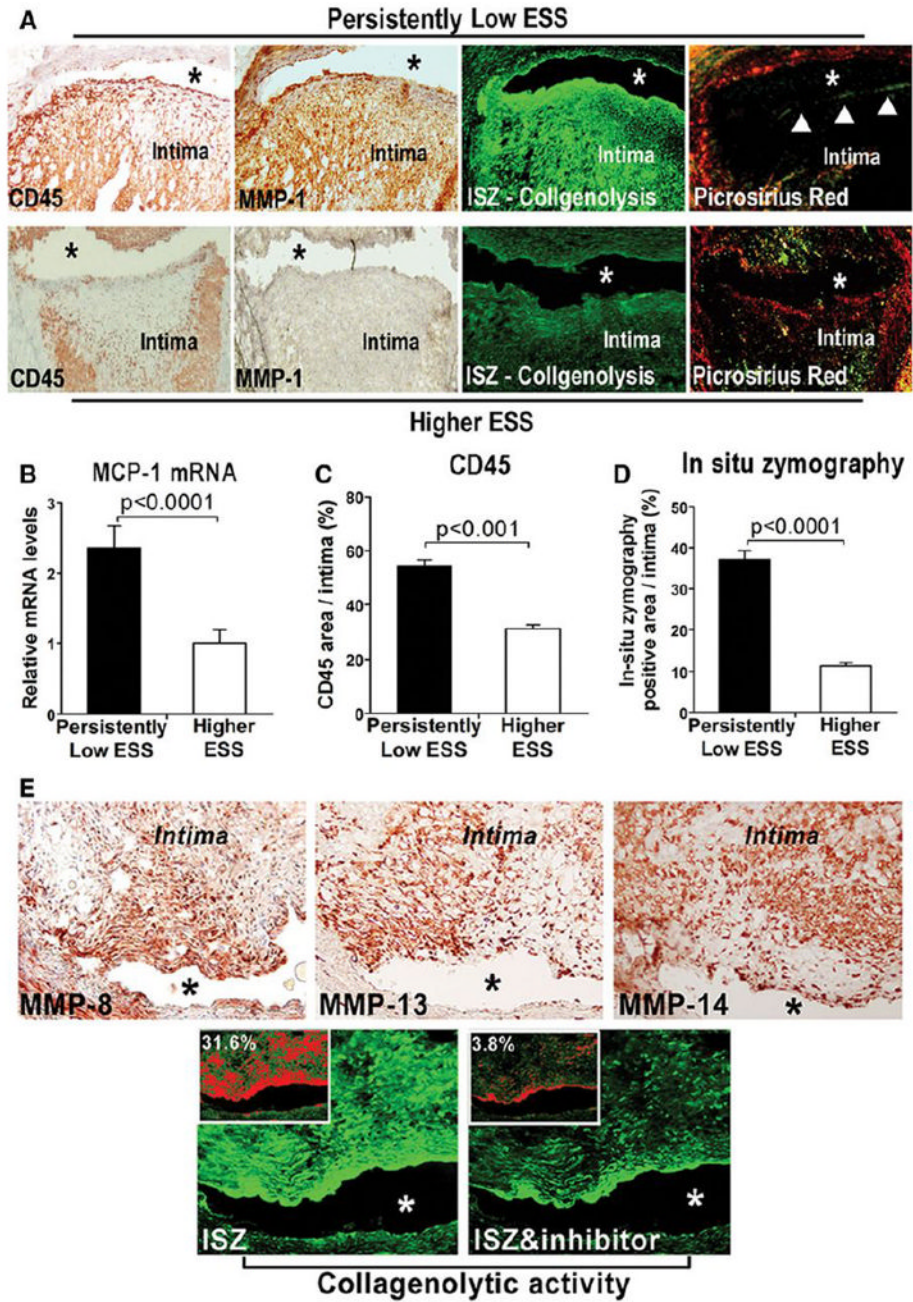 A
Persistently Low ESS
*
*
*
*
Intima
Intima
Intima
Intima
CD45
MMP-1
ISZ - Collgenolysis
Picrosirius Red
*
*
*
*
Intima
Intima
Intima
Intima
CD45
MMP-1
ISZ - Collgenolysis
Picrosirius Red
Higher ESS
B
MCP-1 mRNA
p<0.0001
Relative mRNA levels
3
2
1
0
Persistently
Low ESS
Higher
ESS
C
CD45
p<0.001
CD45 area / intima (%)
80
60
40
20
0
Persistently
Low ESS
Higher
ESS
D
In situ zymography
p<0.0001
In-situ zymography
positive area / intima (%)
50
40
30
20
10
0
Persistently
Low ESS
Higher
ESS
E
Intima
Intima
Intima
*
*
*
MMP-8
MMP-13
MMP-14
31.6%
3.8%
*
*
ISZ
ISZ&inhibitor
Collagenolytic activity